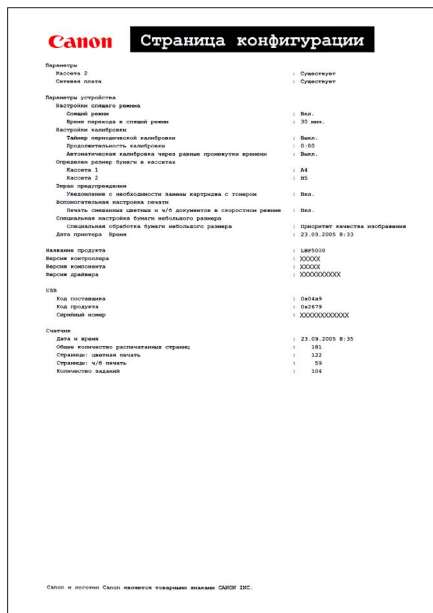 Canon Страница конфигурации
Параметры
Кассета 2 : Существует
Сетевая плата : Существует
Параметры устройства
Настройки спящего режима
Спящий режим : Вкл.
Время перехода в спящий режим : 30 мин.
Настройки калибровки
Таймер периодической калибровки : Выкл.
Продолжительность калибровки : 0:00
Автоматическая калибровка через равные промежутки времени : Выкл.
Определен размер бумаги в кассетах
Кассета 1 : A4
Кассета 2 : B5
Экран предупреждения
Уведомление о необходимости замены картриджа с тонером : Вкл.
Вспомогательная настройка печати
Печать смешанных цветных и ч/б документов в скоростном режиме : Вкл.
Специальная настройка бумаги небольшого размера
Специальная обработка бумаги небольшого размера : Приоритет качества изображения
Дата принтера Время : 23.09.2005 8:33
Название продукта : LBP5000
Версия контроллера : XXXXX
Версия компонента : XXXXX
Версия драйвера : XXXXXXXXXX
USB
Код поставщика : 0x04a9
Код продукта : 0x2679
Серийный номер : XXXXXXXXXXXX
Счетчик
Дата и время : 23.09.2005 8:35
Общее количество распечатанных страниц : 181
Страницы: цветная печать : 122
Страницы: ч/б печать : 59
Количество заданий : 104
Canon и логотип Canon являются товарными знаками CANON INC.